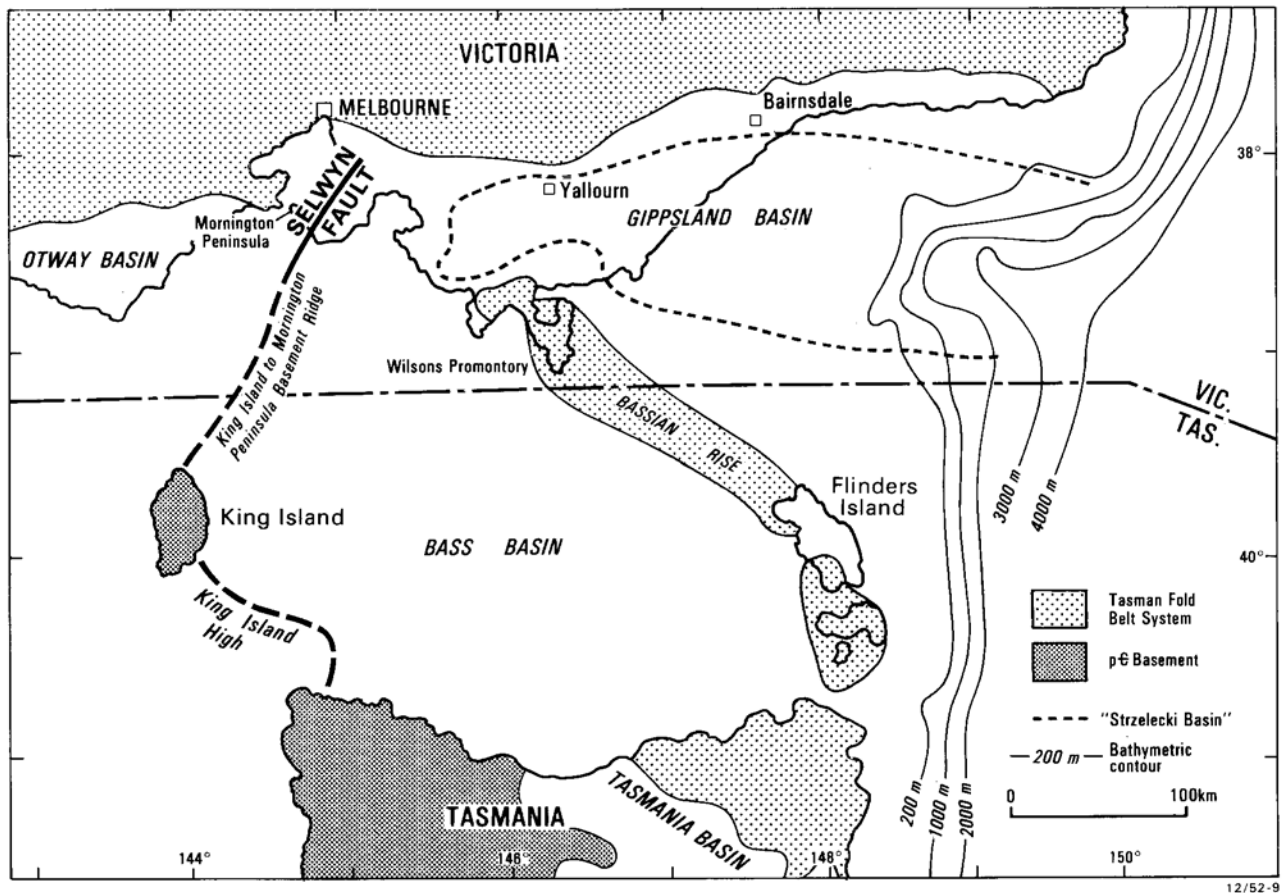 VICTORIA
MELBOURNE
Bairnsdale
38°
SELWYN
FAULT
Yallourn
Mornington
Peninsula
GIPPSLAND BASIN
OTWAY BASIN
King Island to Mornington
Peninsula Basement Ridge
Wilsons Promontory
BASSIAN
RISE
VIC.
TAS.
King Island
Flinders
Island
3000 m
4000 m
BASS BASIN
40°
King Island
High
Tasman Fold
Belt System
pЄ Basement
"Strzelecki Basin"
200 m
Bathymetric
contour
0 100km
200 m
1000 m
2000 m
TASMANIA
TASMANIA BASIN
144°
146°
148°
150°
12/52-9